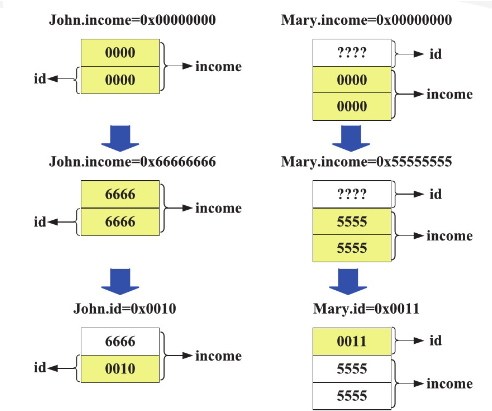 John.income=0x00000000
0000
0000
id
income
Mary.income=0x00000000
????
0000
0000
id
income
John.income=0x66666666
6666
6666
id
income
Mary.income=0x55555555
????
5555
5555
id
income
John.id=0x0010
6666
0010
id
income
Mary.id=0x0011
0011
5555
5555
id
income